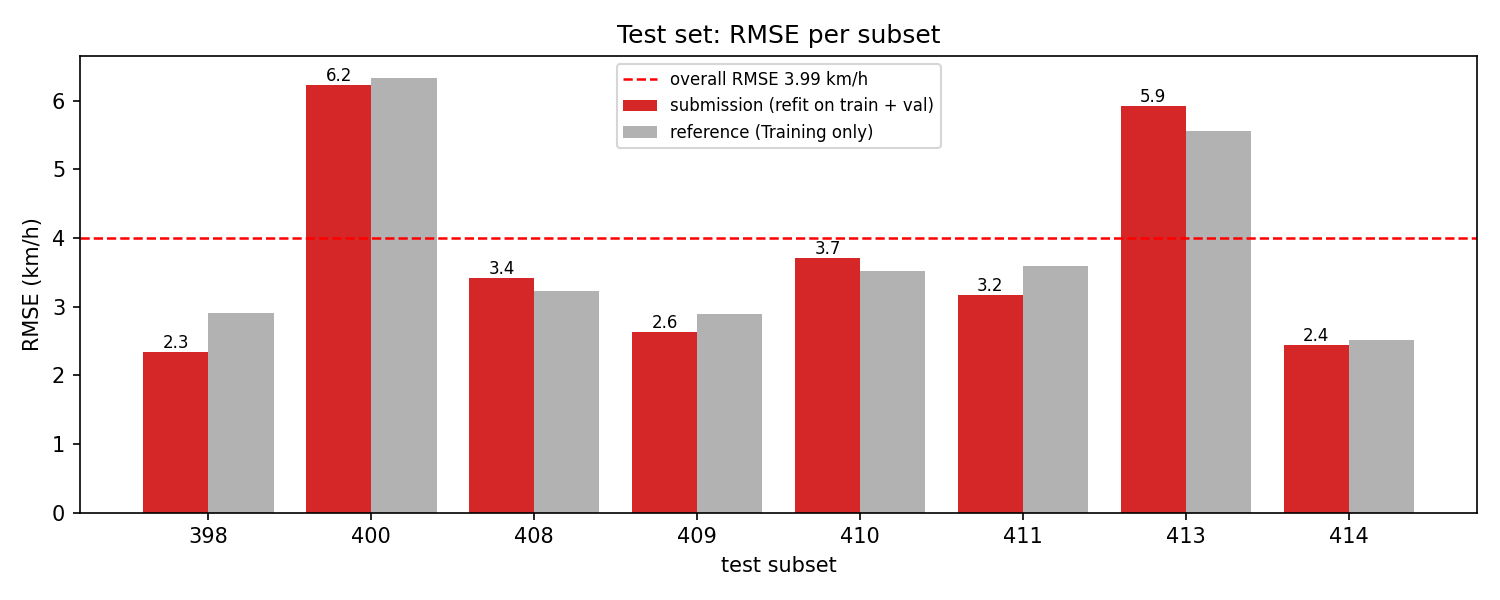 Test set: RMSE per subset
overall RMSE 3.99 km/h
submission (refit on train + val)
reference (Training only)
RMSE (km/h)
6
5
4
3
2
1
0
2.3
6.2
3.4
2.6
3.7
3.2
5.9
2.4
398 400 408 409 410 411 413 414
test subset